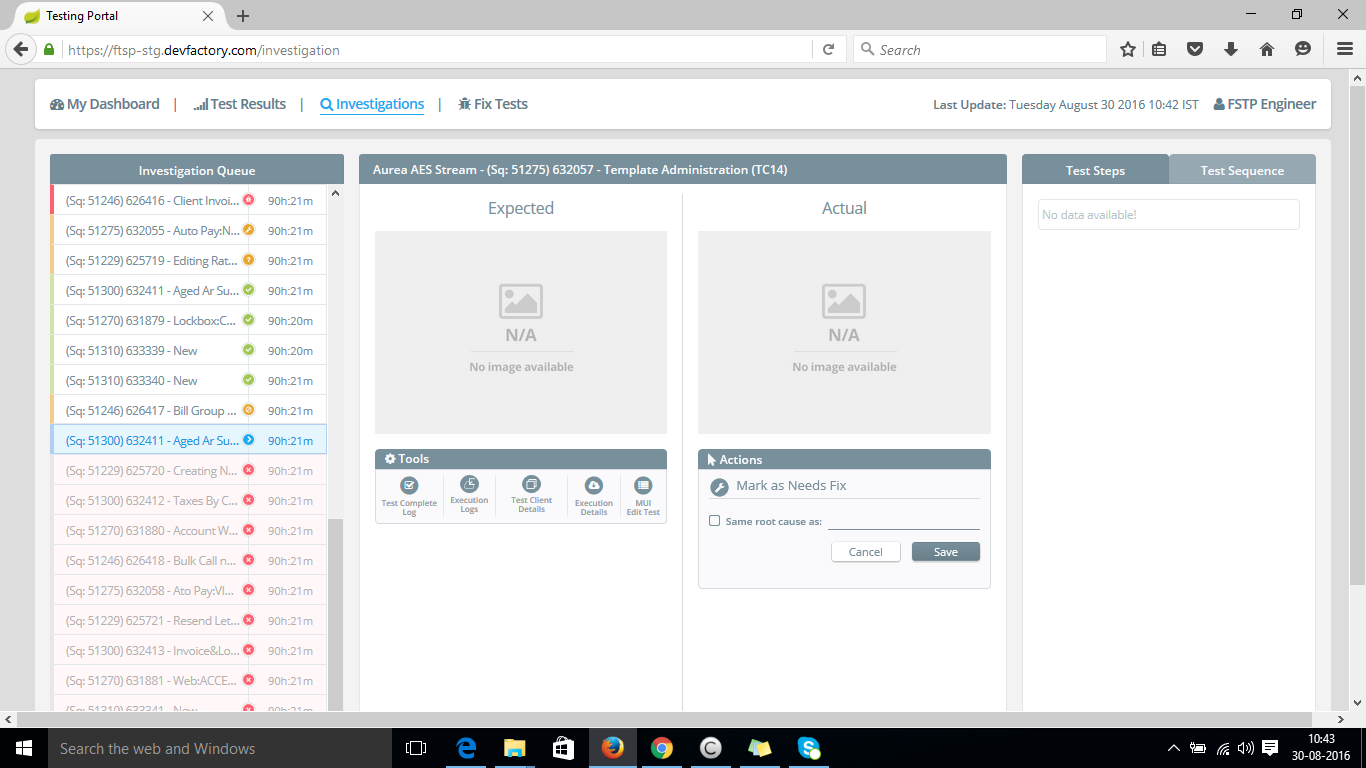 Testing Portal
https://ftsp-stg.devfactory.com/investigation
Search
My Dashboard | Test Results | Investigations | Fix Tests
Last Update: Tuesday August 30 2016 10:42 IST FSTP Engineer
Investigation Queue
(Sq: 51246) 626416 - Client Invoi... 90h:21m
(Sq: 51275) 632055 - Auto Pay:N... 90h:21m
(Sq: 51229) 625719 - Editing Rat... 90h:21m
(Sq: 51300) 632411 - Aged Ar Su... 90h:21m
(Sq: 51270) 631879 - Lockbox:C... 90h:20m
(Sq: 51310) 633339 - New 90h:20m
(Sq: 51310) 633340 - New 90h:21m
(Sq: 51246) 626417 - Bill Group ... 90h:21m
(Sq: 51300) 632411 - Aged Ar Su... 90h:21m
(Sq: 51229) 625720 - Creating N... 90h:21m
(Sq: 51300) 632412 - Taxes By C... 90h:21m
(Sq: 51270) 631880 - Account W... 90h:21m
(Sq: 51246) 626418 - Bulk Call n... 90h:21m
(Sq: 51275) 632058 - Ato Pay:VI... 90h:21m
(Sq: 51229) 625721 - Resend Let... 90h:21m
(Sq: 51300) 632413 - Invoice&Lo... 90h:21m
(Sq: 51270) 631881 - Web:ACCE... 90h:21m
(Sq: 51310) 633341 - New 90h:21m
Aurea AES Stream - (Sq: 51275) 632057 - Template Administration (TC14)
Expected
N/A
No image available
Actual
N/A
No image available
Tools
Test Complete
Log
Execution
Logs
Test Client
Details
Execution
Details
MUI
Edit Test
Actions
Mark as Needs Fix
Same root cause as:
Cancel Save
Test Steps Test Sequence
No data available!
Search the web and Windows
10:43
30-08-2016